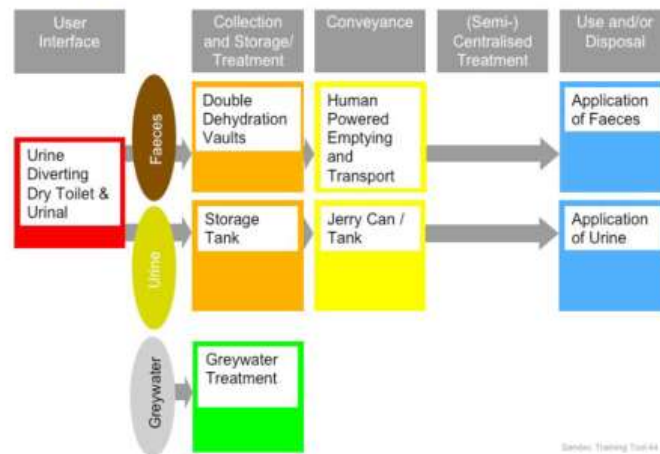 User
Interface
Collection
and Storage/
Treatment
Conveyance
(Semi-)
Centralised
Treatment
Use and/or
Disposal
Urine
Diverting
Dry Toilet &
Urinal
Faeces
Double
Dehydration
Vaults
Human
Powered
Emptying
and
Transport
Application
of Faeces
Urine
Storage
Tank
Jerry Can /
Tank
Application
of Urine
Greywater
Greywater
Treatment
Sandec Training Tool